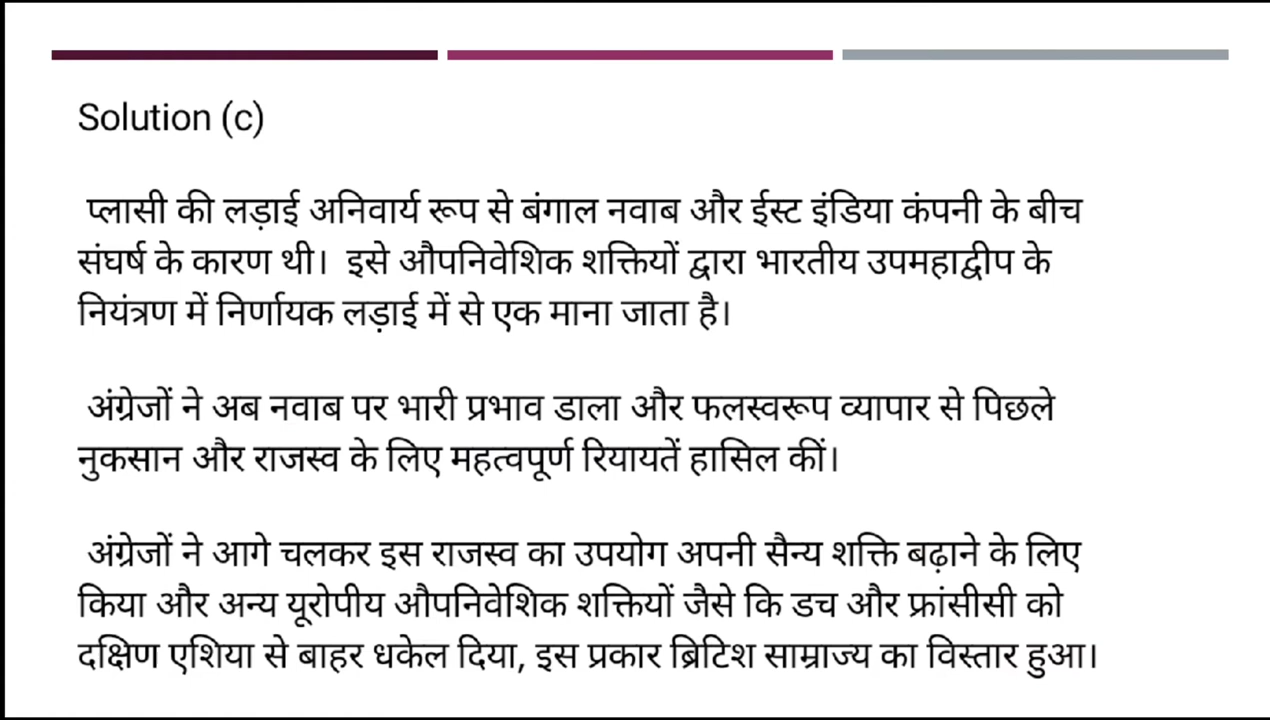 Solution (c)
प्लासी की लड़ाई अनिवार्य रूप से बंगाल नवाब और ईस्ट इंडिया कंपनी के बीच
संघर्ष के कारण थी। इसे औपनिवेशिक शक्तियों द्वारा भारतीय उपमहाद्वीप के
नियंत्रण में निर्णायक लड़ाई में से एक माना जाता है।
अंग्रेजों ने अब नवाब पर भारी प्रभाव डाला और फलस्वरूप व्यापार से पिछले
नुकसान और राजस्व के लिए महत्वपूर्ण रियायतें हासिल कीं।
अंग्रेजों ने आगे चलकर इस राजस्व का उपयोग अपनी सैन्य शक्ति बढ़ाने के लिए
किया और अन्य यूरोपीय औपनिवेशिक शक्तियों जैसे कि डच और फ्रांसीसी को
दक्षिण एशिया से बाहर धकेल दिया, इस प्रकार ब्रिटिश साम्राज्य का विस्तार हुआ।